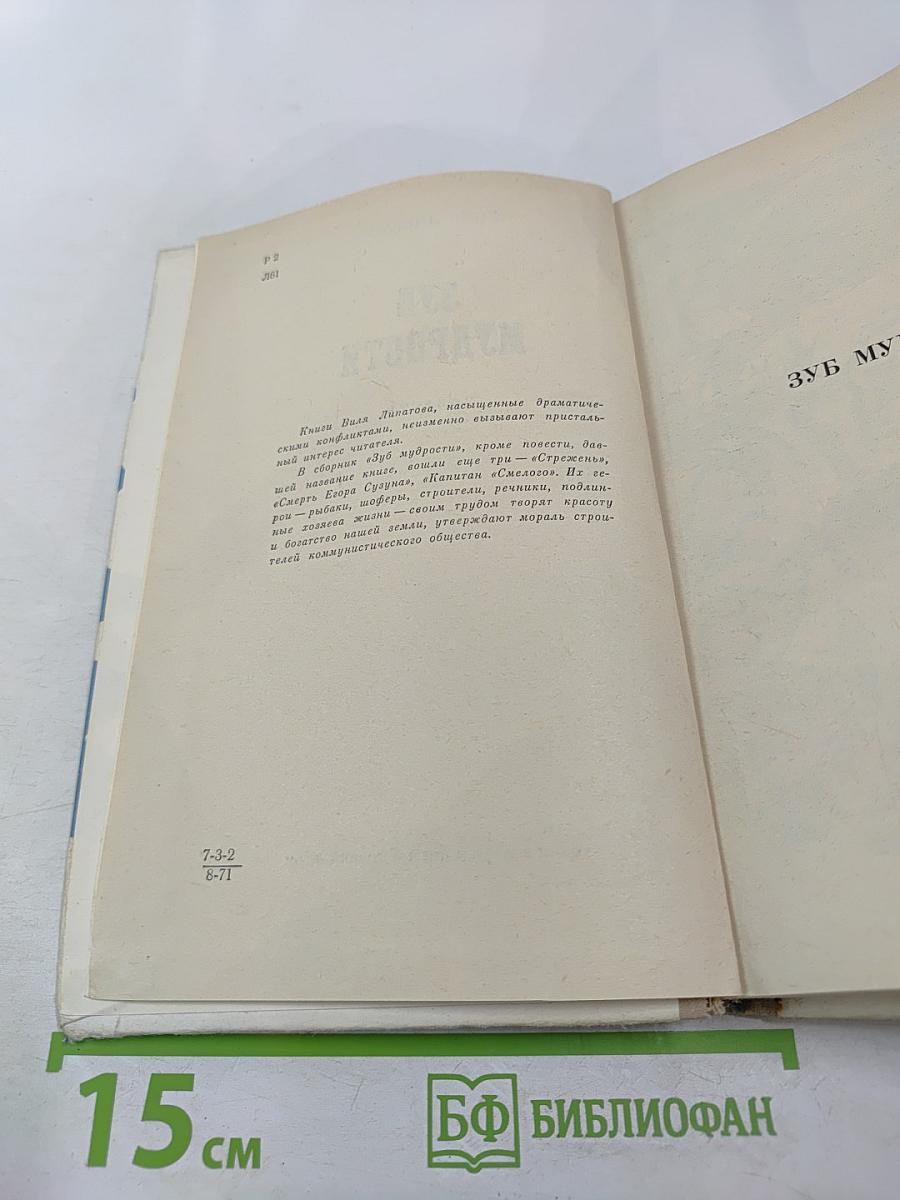 Р 2
Л61
Книги Виля Липатова, насыщенные драматиче-
скими конфликтами, неизменно вызывают присталь-
ный интерес читателя.
В сборник «Зуб мудрости», кроме повести, дав-
шей название книге, вошли еще три — «Стрежень»,
«Смерть Егора Сузуна», «Капитан «Смелого». Их ге-
рои — рыбаки, шоферы, строители, речники, подлин-
ные хозяева жизни — своим трудом творят красоту
и богатство нашей земли, утверждают мораль строи-
телей коммунистического общества.
7-3-2
8-71
ЗУБ МУ
15 см
БФ БИБЛИОФАН